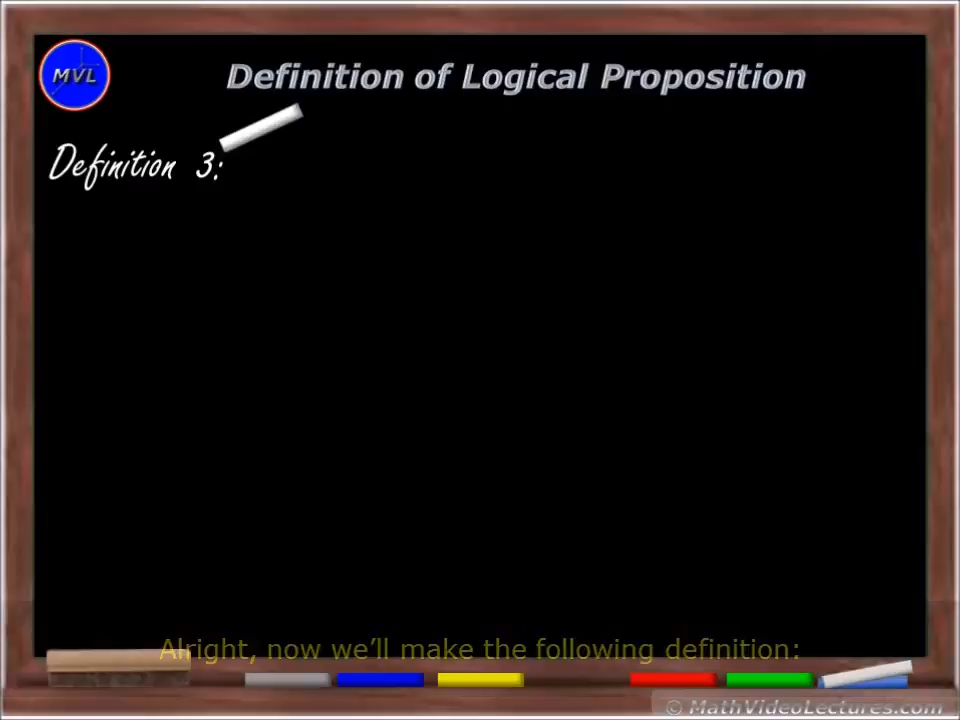 MVL
Definition of Logical Proposition
Definition 3:
Alright, now we’ll make the following definition:
© MathVideoLectures.com